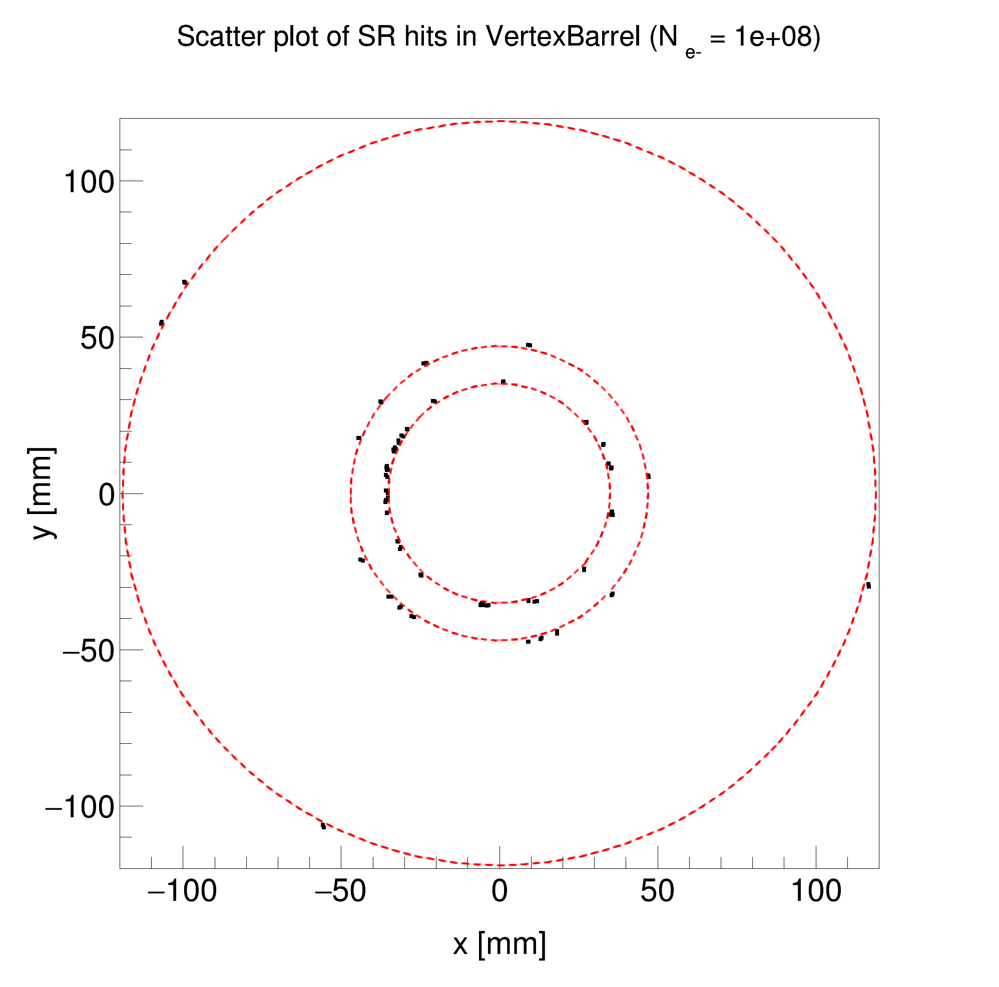 Scatter plot of SR hits in VertexBarrel (N e- = 1e+08)
100
50
0
−50
−100
y [mm]
−100 −50 0 50 100
x [mm]